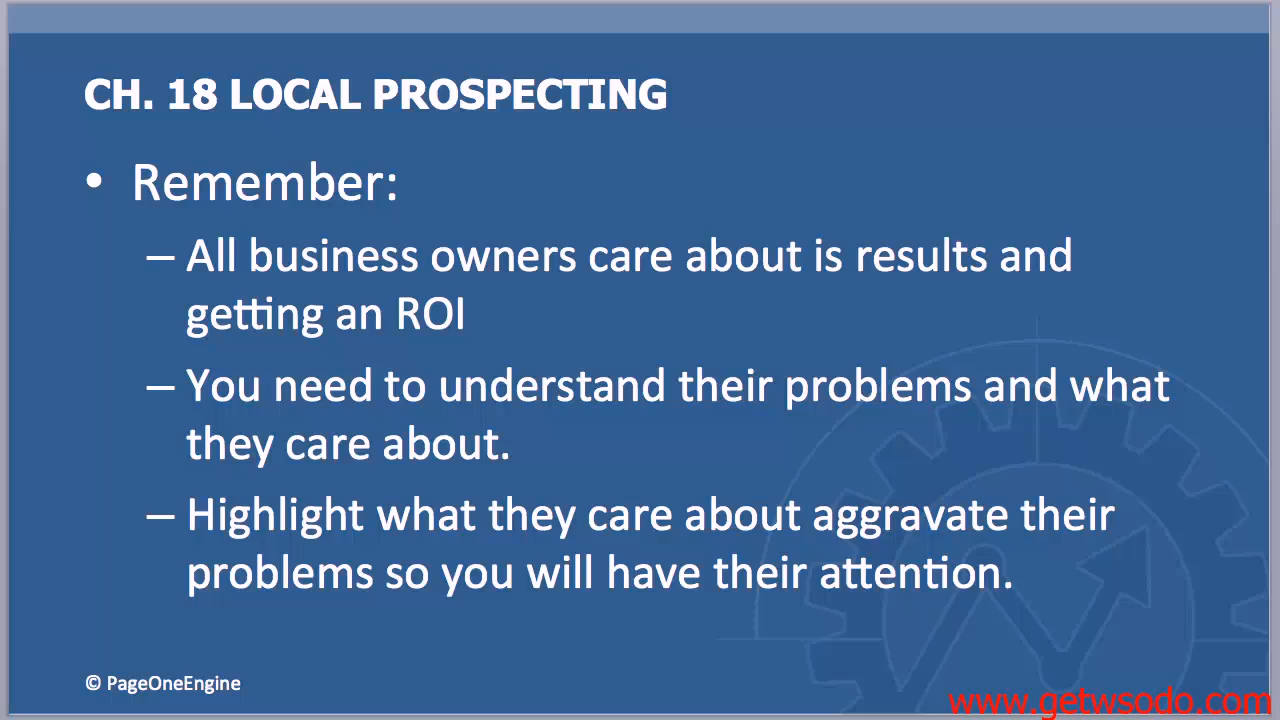 CH. 18 LOCAL PROSPECTING
• Remember:
– All business owners care about is results and
getting an ROI
– You need to understand their problems and what
they care about.
– Highlight what they care about aggravate their
problems so you will have their attention.
© PageOneEngine
www.getwsodo.com